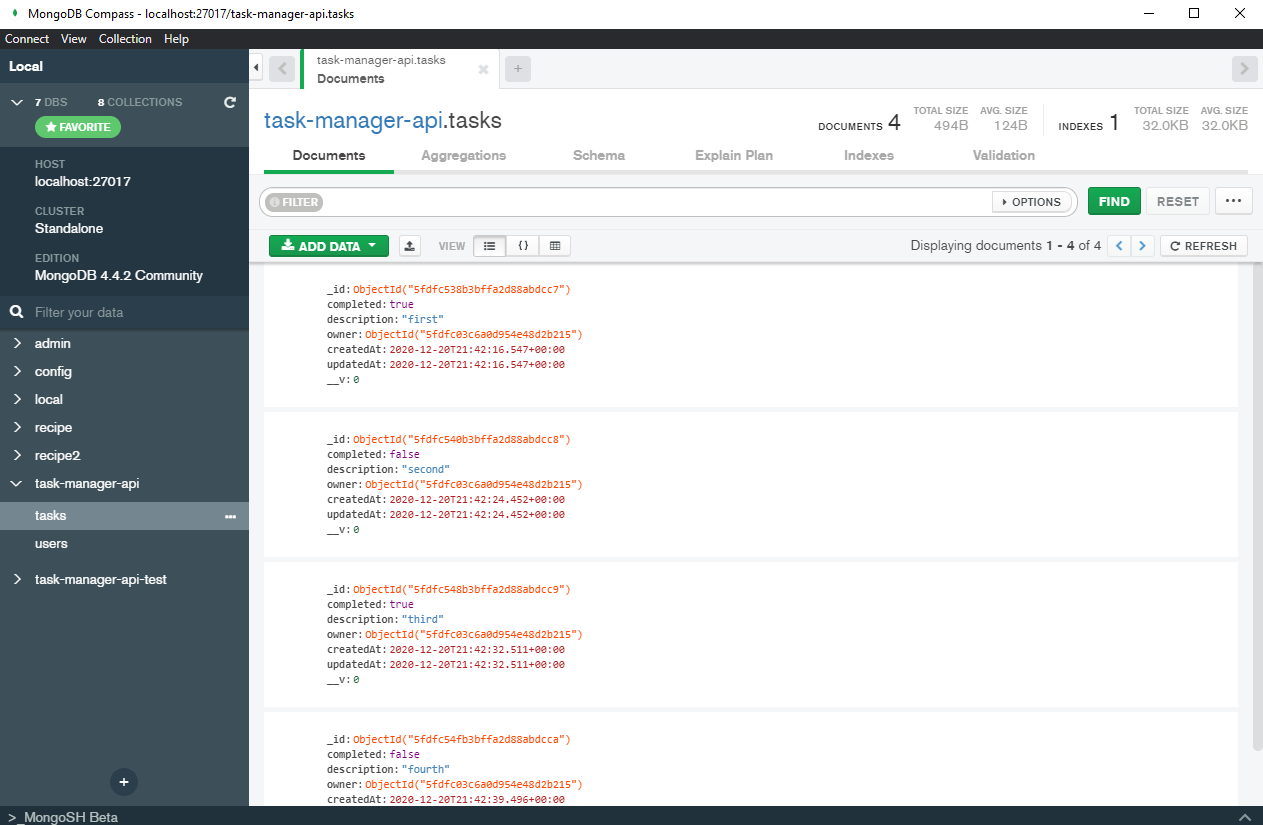 MongoDB Compass - localhost:27017/task-manager-api.tasks
Connect View Collection Help
Local
7 DBS 8 COLLECTIONS
FAVORITE
HOST
localhost:27017
CLUSTER
Standalone
EDITION
MongoDB 4.4.2 Community
Filter your data
admin
config
local
recipe
recipe2
task-manager-api
tasks
users
task-manager-api-test
task-manager-api.tasks
Documents
task-manager-api.tasks
DOCUMENTS 4
TOTAL SIZE
494B
AVG. SIZE
124B
INDEXES 1
TOTAL SIZE
32.0KB
AVG. SIZE
32.0KB
Documents Aggregations Schema Explain Plan Indexes Validation
FILTER OPTIONS FIND RESET
ADD DATA VIEW {} Displaying documents 1 - 4 of 4 REFRESH
_id: ObjectId("5fdfc538b3bffa2d88abdcc7")
completed: true
description: "first"
owner: ObjectId("5fdfc03c6a0d954e48d2b215")
createdAt: 2020-12-20T21:42:16.547+00:00
updatedAt: 2020-12-20T21:42:16.547+00:00
__v: 0
_id: ObjectId("5fdfc540b3bffa2d88abdcc8")
completed: false
description: "second"
owner: ObjectId("5fdfc03c6a0d954e48d2b215")
createdAt: 2020-12-20T21:42:24.452+00:00
updatedAt: 2020-12-20T21:42:24.452+00:00
__v: 0
_id: ObjectId("5fdfc548b3bffa2d88abdcc9")
completed: true
description: "third"
owner: ObjectId("5fdfc03c6a0d954e48d2b215")
createdAt: 2020-12-20T21:42:32.511+00:00
updatedAt: 2020-12-20T21:42:32.511+00:00
__v: 0
_id: ObjectId("5fdfc54fb3bffa2d88abdcca")
completed: false
description: "fourth"
owner: ObjectId("5fdfc03c6a0d954e48d2b215")
createdAt: 2020-12-20T21:42:39.496+00:00
>_MongoSH Beta